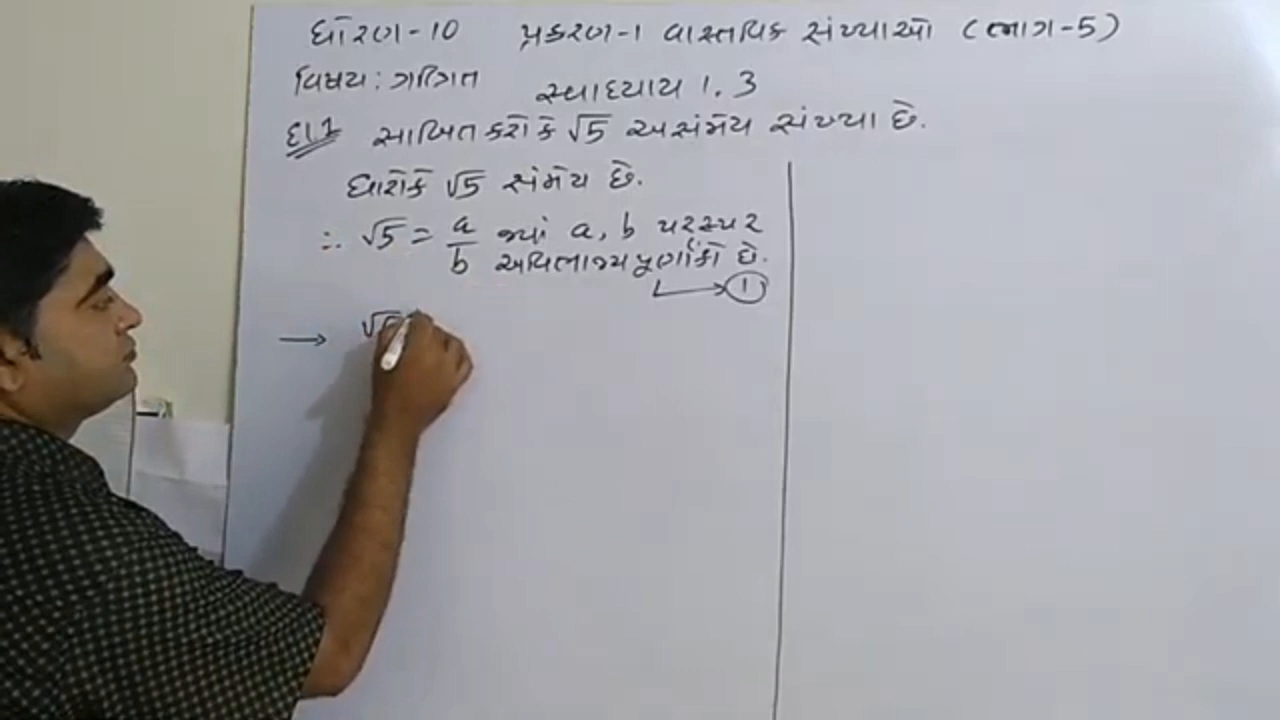 ધોરણ-10 પ્રકરણ-1 વાસ્તવિક સંખ્યાઓ (ભાગ-5)
વિષય: ગણિત સ્વાધ્યાય 1.3
દા1 સાબિત કરો કે √5 અસંમેય સંખ્યા છે.
ધારોકે √5 સંમેય છે.
∴ √5 = a/b જ્યાં a, b પરસ્પર
અવિભાજ્ય પૂર્ણાંકો છે.
→ 1
→ √5